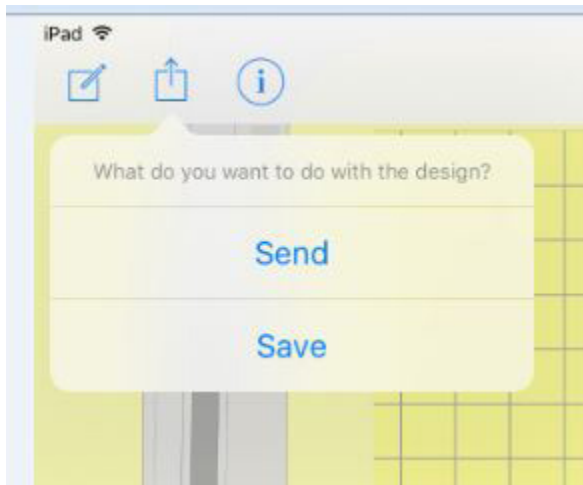 iPad
i
What do you want to do with the design?
Send
Save